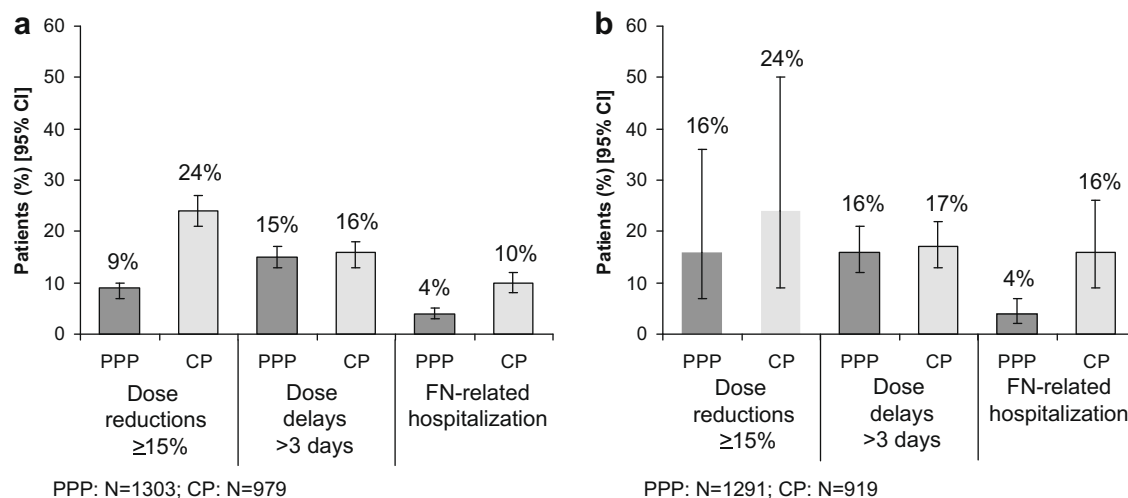 a
Patients (%) [95% CI]
60
50
40
30
20
10
0
9%
24%
15%
16%
4%
10%
PPP CP PPP CP PPP CP
Dose
reductions
≥15%
Dose
delays
>3 days
FN-related
hospitalization
PPP: N=1303; CP: N=979
b
Patients (%) [95% CI]
60
50
40
30
20
10
0
16%
24%
16%
17%
4%
16%
PPP CP PPP CP PPP CP
Dose
reductions
≥15%
Dose
delays
>3 days
FN-related
hospitalization
PPP: N=1291; CP: N=919